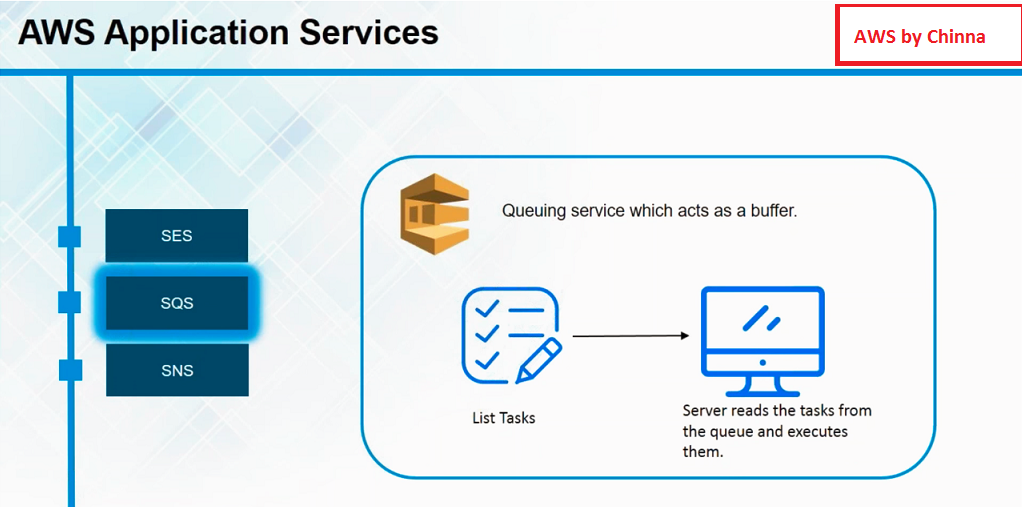 AWS Application Services
AWS by Chinna
SES
SQS
SNS
Queuing service which acts as a buffer.
List Tasks
Server reads the tasks from
the queue and executes
them.